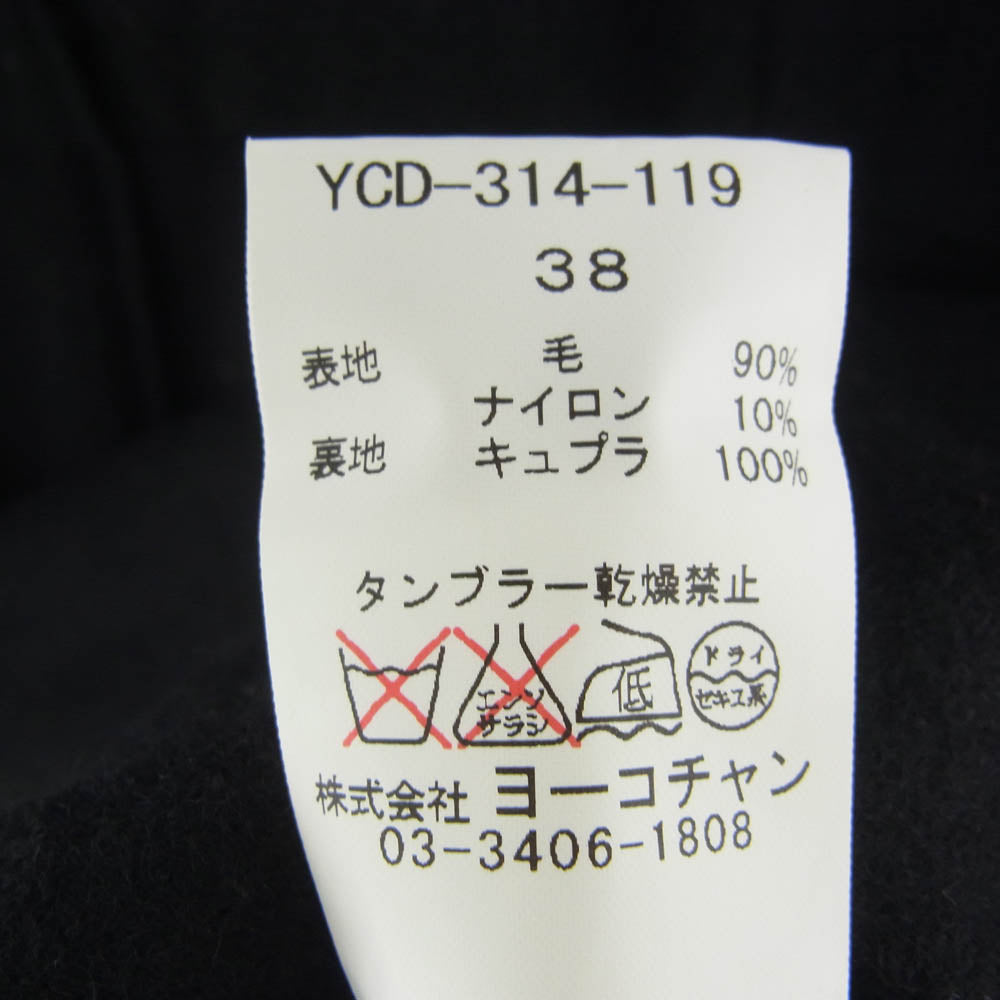 YCD-314-119
38
表地 毛 90%
ナイロン 10%
裏地 キュプラ 100%
タンブラー乾燥禁止
エンソ
サラシ
低
ドライ
セキユ系
株式会社 ヨーコチャン
03-3406-1808